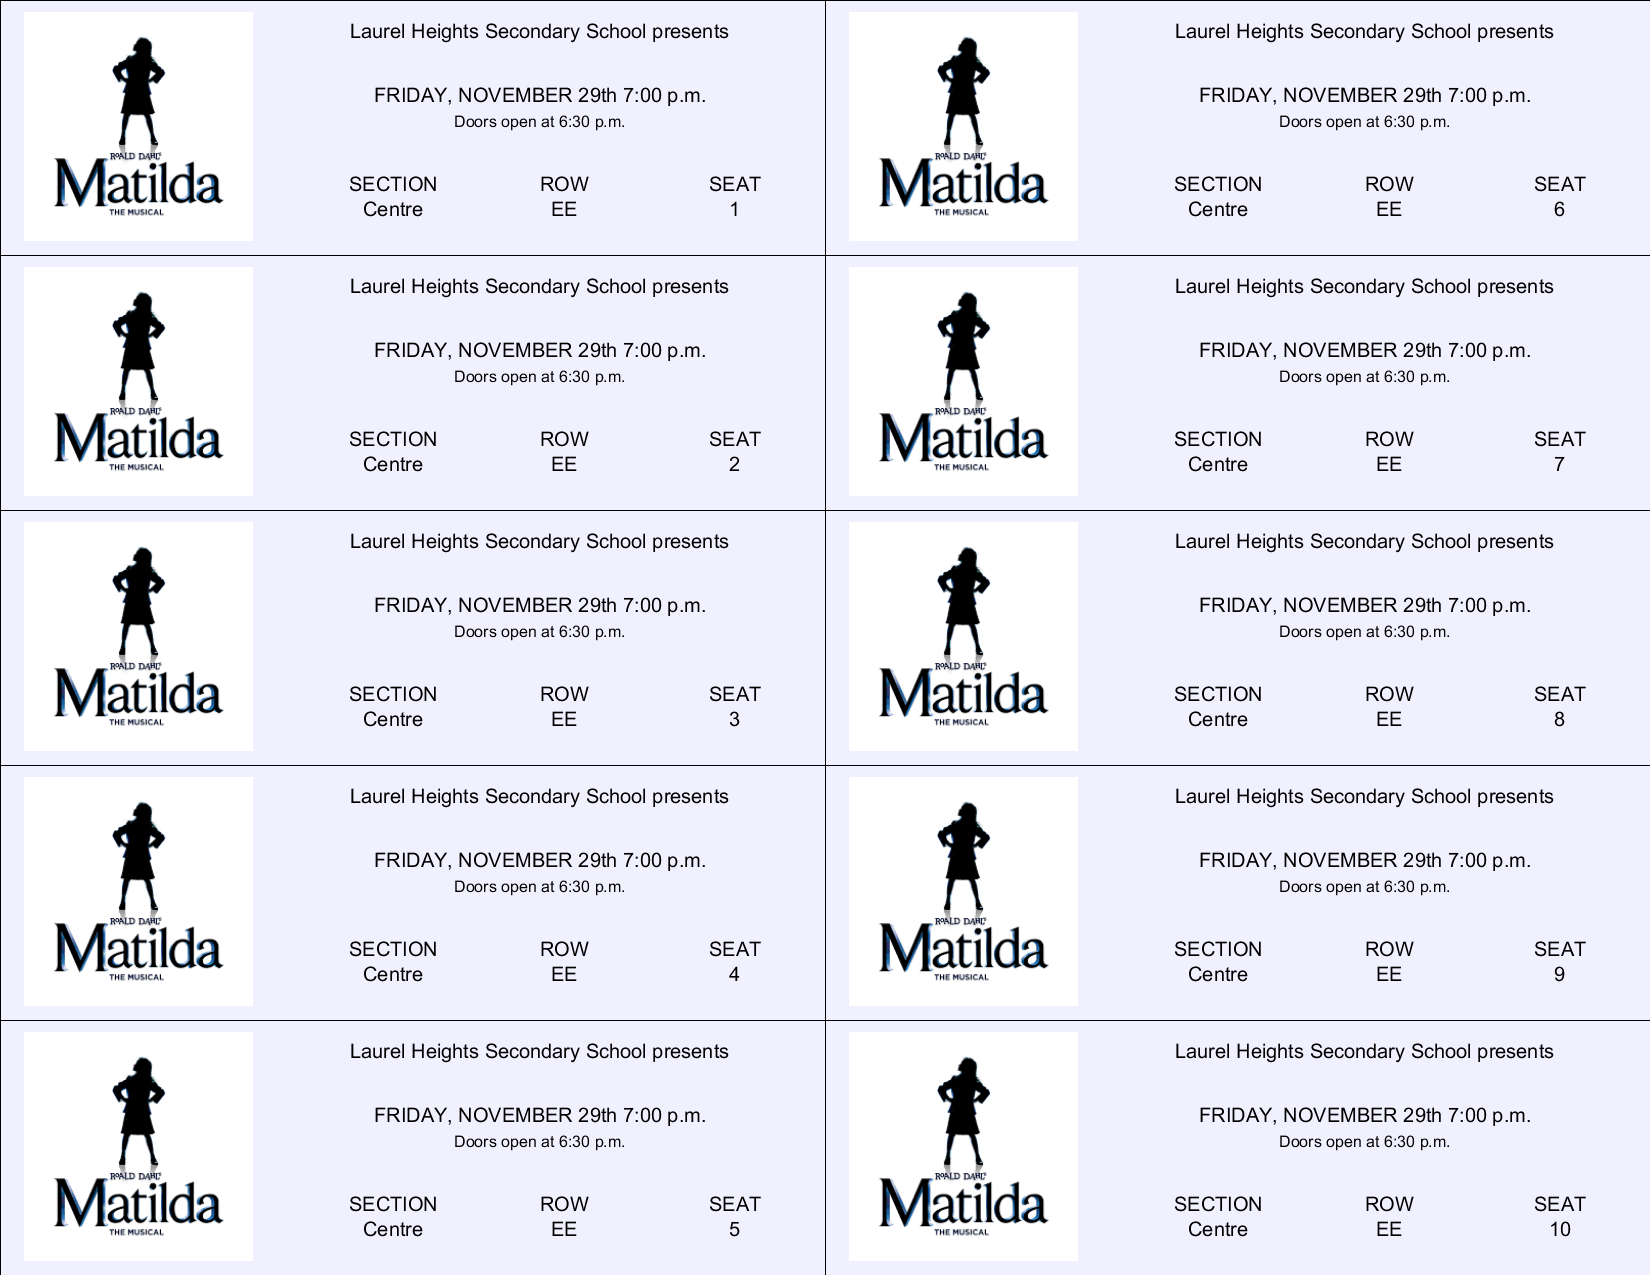 Laurel Heights Secondary School presents
FRIDAY, NOVEMBER 29th 7:00 p.m.
Doors open at 6:30 p.m.
ROALD DAHL'S
Matilda
THE MUSICAL
SECTION ROW SEAT
Centre EE 1
Laurel Heights Secondary School presents
FRIDAY, NOVEMBER 29th 7:00 p.m.
Doors open at 6:30 p.m.
ROALD DAHL'S
Matilda
THE MUSICAL
SECTION ROW SEAT
Centre EE 6
Laurel Heights Secondary School presents
FRIDAY, NOVEMBER 29th 7:00 p.m.
Doors open at 6:30 p.m.
ROALD DAHL'S
Matilda
THE MUSICAL
SECTION ROW SEAT
Centre EE 2
Laurel Heights Secondary School presents
FRIDAY, NOVEMBER 29th 7:00 p.m.
Doors open at 6:30 p.m.
ROALD DAHL'S
Matilda
THE MUSICAL
SECTION ROW SEAT
Centre EE 7
Laurel Heights Secondary School presents
FRIDAY, NOVEMBER 29th 7:00 p.m.
Doors open at 6:30 p.m.
ROALD DAHL'S
Matilda
THE MUSICAL
SECTION ROW SEAT
Centre EE 3
Laurel Heights Secondary School presents
FRIDAY, NOVEMBER 29th 7:00 p.m.
Doors open at 6:30 p.m.
ROALD DAHL'S
Matilda
THE MUSICAL
SECTION ROW SEAT
Centre EE 8
Laurel Heights Secondary School presents
FRIDAY, NOVEMBER 29th 7:00 p.m.
Doors open at 6:30 p.m.
ROALD DAHL'S
Matilda
THE MUSICAL
SECTION ROW SEAT
Centre EE 4
Laurel Heights Secondary School presents
FRIDAY, NOVEMBER 29th 7:00 p.m.
Doors open at 6:30 p.m.
ROALD DAHL'S
Matilda
THE MUSICAL
SECTION ROW SEAT
Centre EE 9
Laurel Heights Secondary School presents
FRIDAY, NOVEMBER 29th 7:00 p.m.
Doors open at 6:30 p.m.
ROALD DAHL'S
Matilda
THE MUSICAL
SECTION ROW SEAT
Centre EE 5
Laurel Heights Secondary School presents
FRIDAY, NOVEMBER 29th 7:00 p.m.
Doors open at 6:30 p.m.
ROALD DAHL'S
Matilda
THE MUSICAL
SECTION ROW SEAT
Centre EE 10